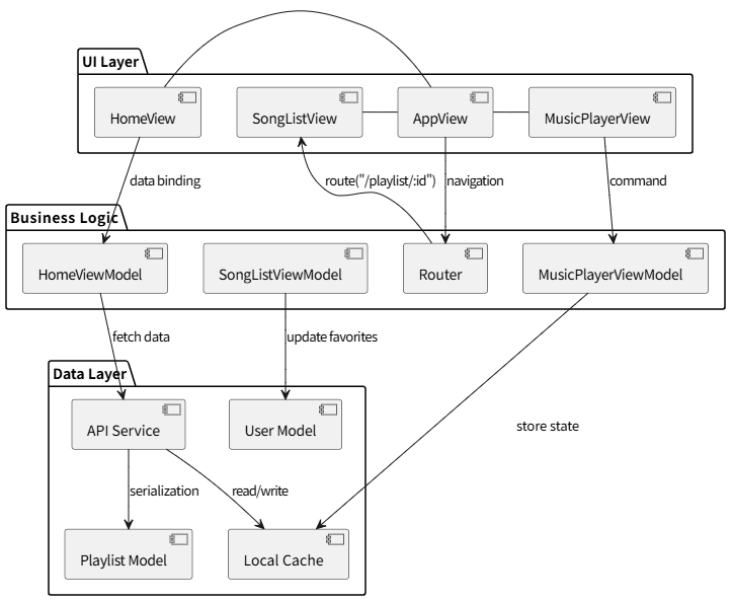 UI Layer
HomeView
SongListView
AppView
MusicPlayerView
data binding
route("/playlist/:id")
navigation
command
Business Logic
HomeViewModel
SongListViewModel
Router
MusicPlayerViewModel
fetch data
update favorites
Data Layer
API Service
User Model
store state
serialization
read/write
Playlist Model
Local Cache